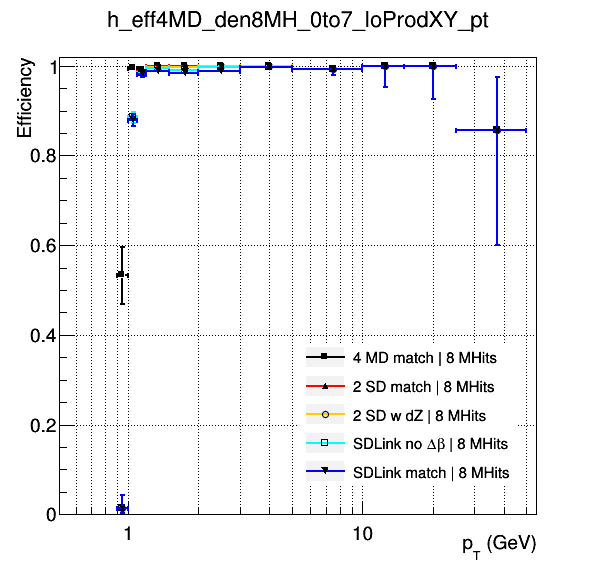 h_eff4MD_den8MH_0to7_loProdXY_pt
Efficiency
1
0.8
0.6
0.4
0.2
0
4 MD match | 8 MHits
2 SD match | 8 MHits
2 SD w dZ | 8 MHits
SDLink no Δβ | 8 MHits
SDLink match | 8 MHits
1
10
p_T (GeV)